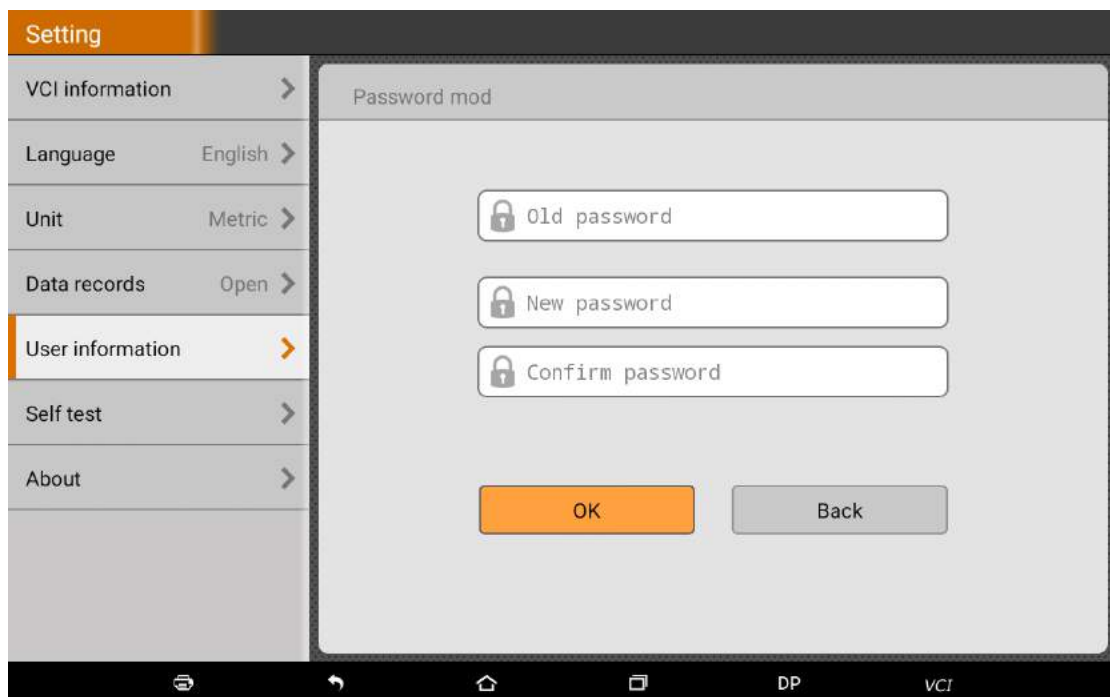 Setting
VCI information
Language English
Unit Metric
Data records Open
User information
Self test
About
Password mod
Old password
New password
Confirm password
OK Back
DP VCI